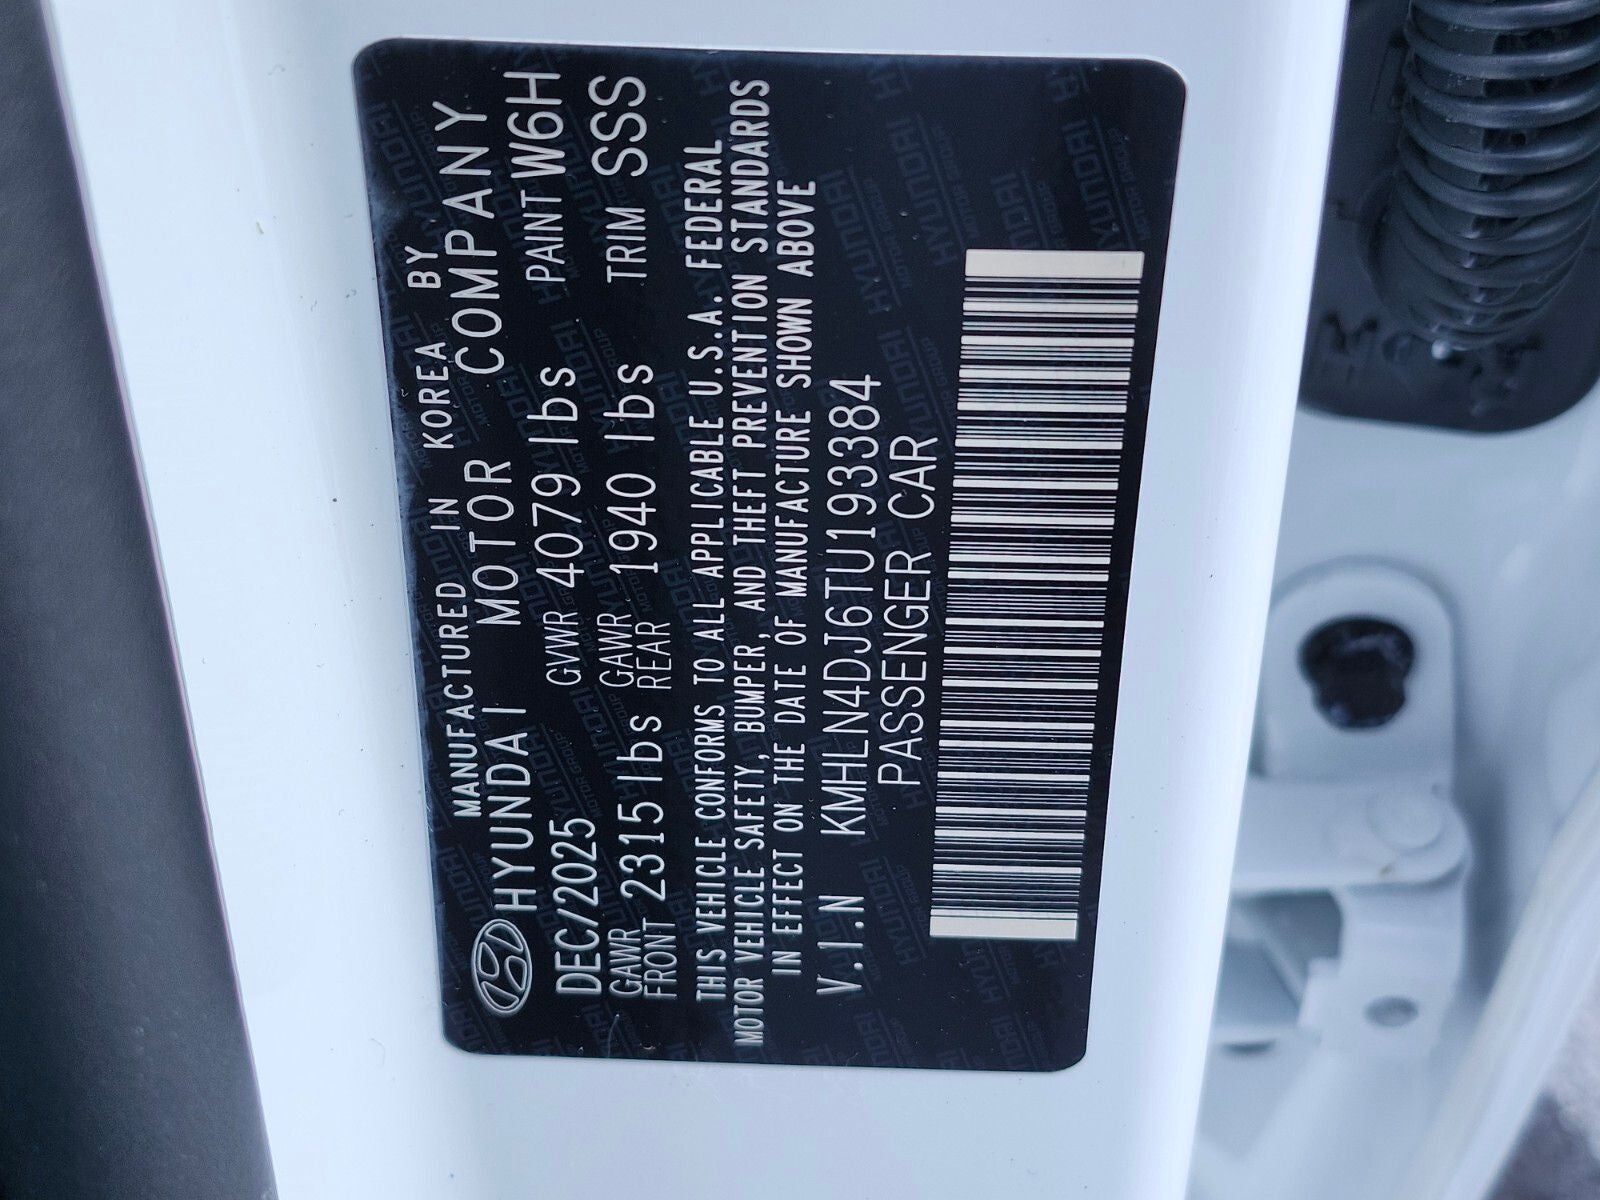 MANUFACTURED IN KOREA BY
HYUNDAI MOTOR COMPANY
DEC/2025 GVWR 4079 lbs PAINT W6H
GAWR FRONT 2315 lbs GAWR REAR 1940 lbs TRIM SSS
THIS VEHICLE CONFORMS TO ALL APPLICABLE U.S.A. FEDERAL
MOTOR VEHICLE SAFETY, BUMPER, AND THEFT PREVENTION STANDARDS
IN EFFECT ON THE DATE OF MANUFACTURE SHOWN ABOVE
V.I.N KMHLN4DJ6TU193384
PASSENGER CAR